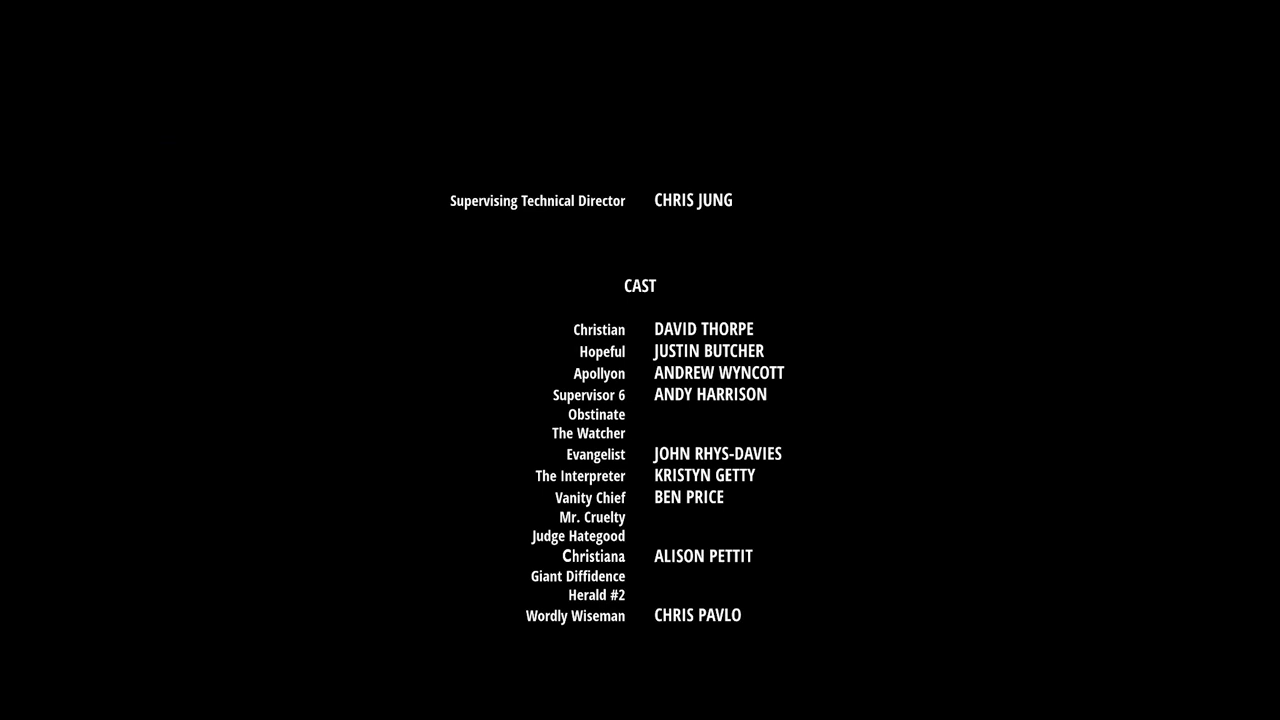 Supervising Technical Director CHRIS JUNG
CAST
Christian DAVID THORPE
Hopeful JUSTIN BUTCHER
Apollyon ANDREW WYNCOTT
Supervisor 6 ANDY HARRISON
Obstinate
The Watcher
Evangelist JOHN RHYS-DAVIES
The Interpreter KRISTYN GETTY
Vanity Chief BEN PRICE
Mr. Cruelty
Judge Hategood
Christiana ALISON PETTIT
Giant Diffidence
Herald #2
Wordly Wiseman CHRIS PAVLO